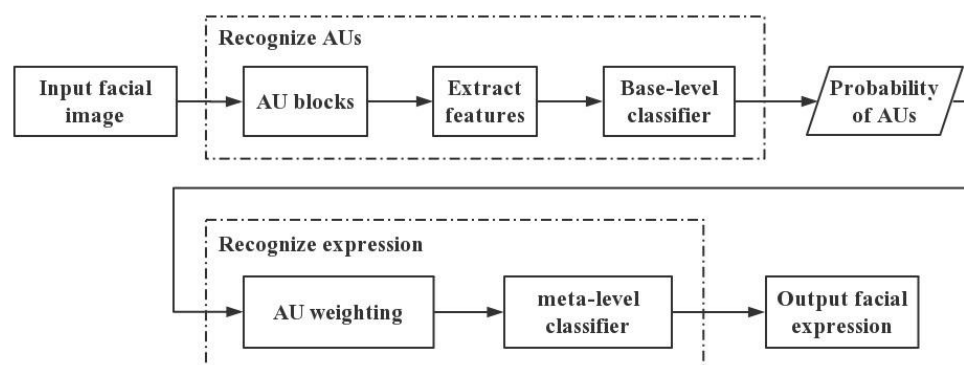 Recognize AUs
Input facial
image
AU blocks
Extract
features
Base-level
classifier
Probability
of AUs
Recognize expression
AU weighting
meta-level
classifier
Output facial
expression